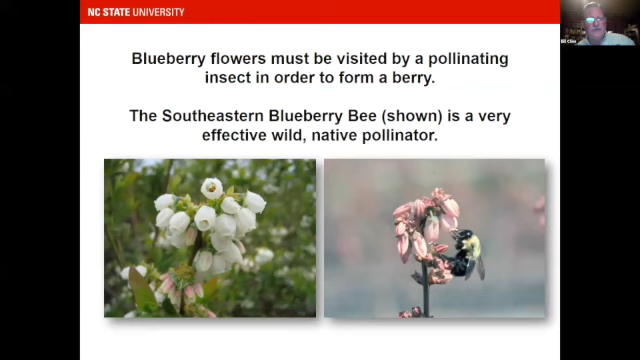 NC STATE UNIVERSITY
Blueberry flowers must be visited by a pollinating
insect in order to form a berry.
The Southeastern Blueberry Bee (shown) is a very
effective wild, native pollinator.